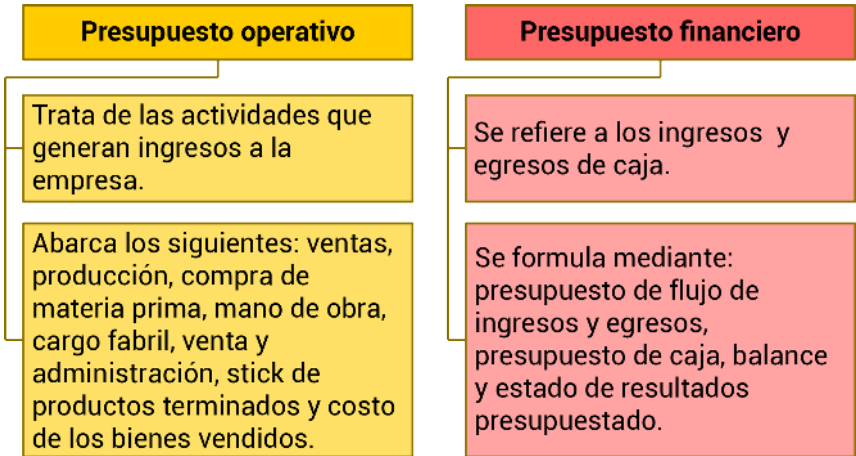 Presupuesto operativo
Trata de las actividades que
generan ingresos a la
empresa.
Abarca los siguientes: ventas,
producción, compra de
materia prima, mano de obra,
cargo fabril, venta y
administración, stick de
productos terminados y costo
de los bienes vendidos.
Presupuesto financiero
Se refiere a los ingresos y
egresos de caja.
Se formula mediante:
presupuesto de flujo de
ingresos y egresos,
presupuesto de caja, balance
y estado de resultados
presupuestado.